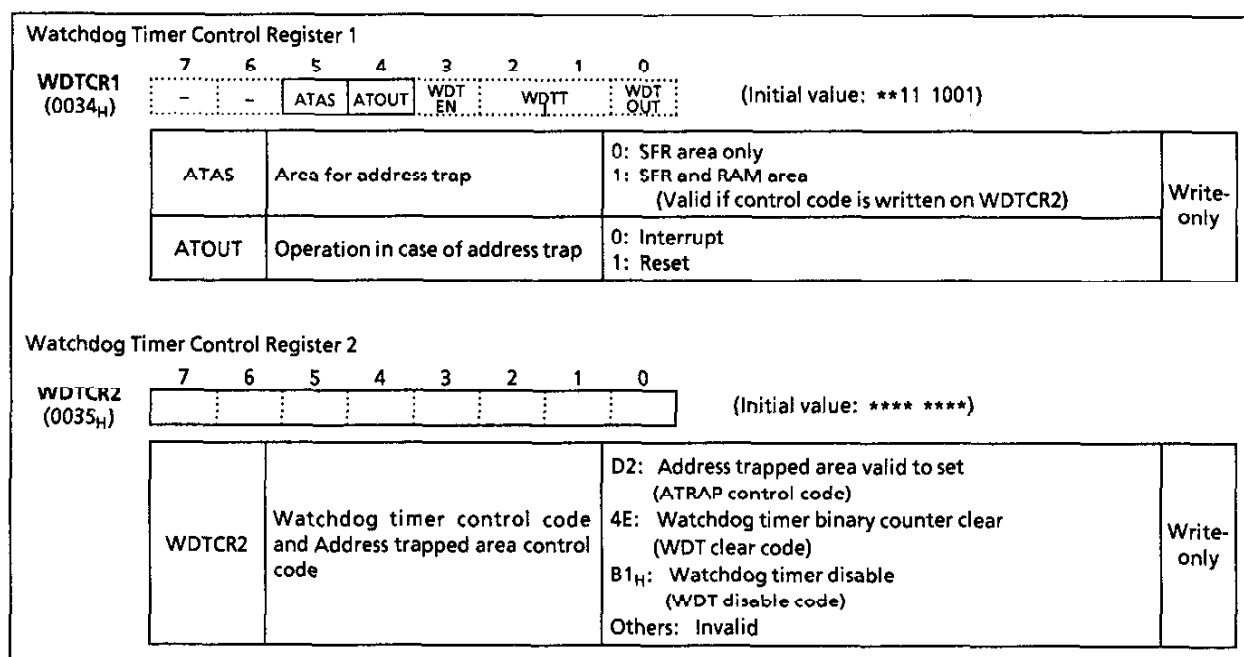 Watchdog Timer Control Register 1
7 6 5 4 3 2 1 0
WDTCR1
(0034H)
- - ATAS ATOUT WDT EN WDTT WDT OUT
(Initial value: **11 1001)
ATAS
Area for address trap
0: SFR area only
1: SFR and RAM area
(Valid if control code is written on WDTCR2)
Write-
only
ATOUT
Operation in case of address trap
0: Interrupt
1: Reset
Watchdog Timer Control Register 2
7 6 5 4 3 2 1 0
WDTCR2
(0035H)
(Initial value: **** ****)
WDTCR2
Watchdog timer control code
and Address trapped area control
code
D2: Address trapped area valid to set
(ATRAP control code)
4E: Watchdog timer binary counter clear
(WDT clear code)
B1H: Watchdog timer disable
(WDT disable code)
Others: Invalid
Write-
only